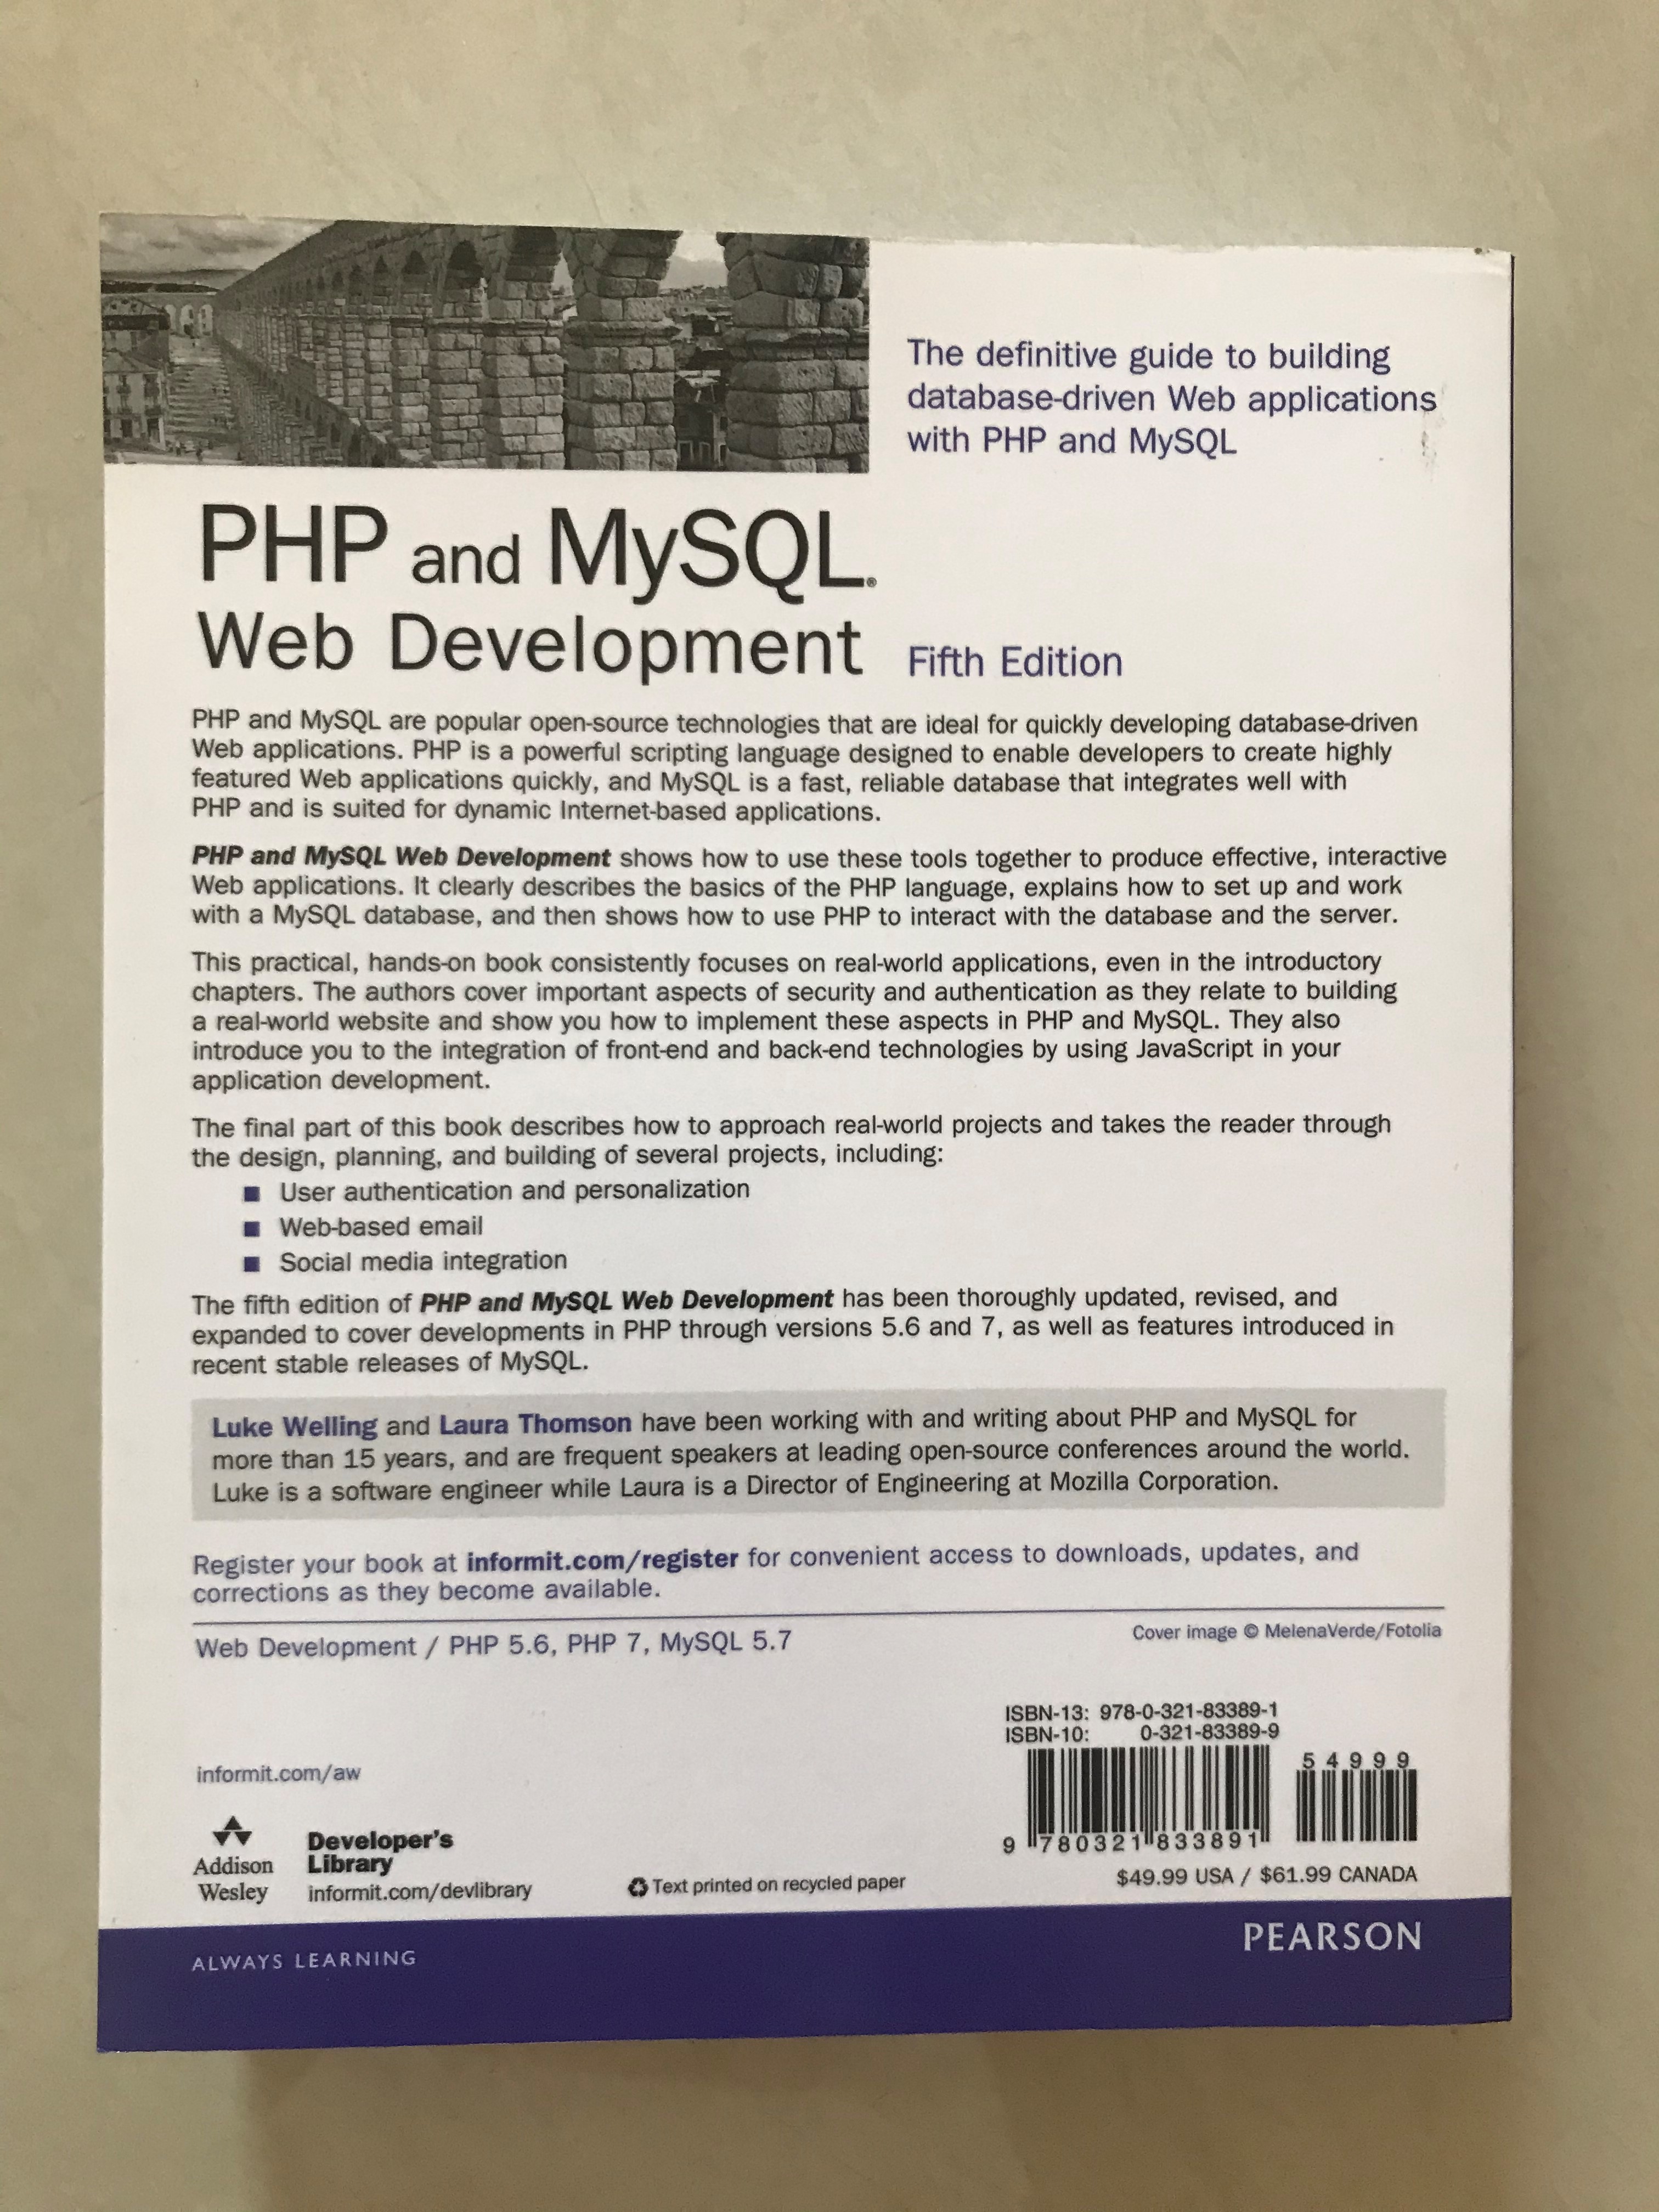 The definitive guide to building
database-driven Web applications
with PHP and MySQL
PHP and MySQL®
Web Development Fifth Edition
PHP and MySQL are popular open-source technologies that are ideal for quickly developing database-driven
Web applications. PHP is a powerful scripting language designed to enable developers to create highly
featured Web applications quickly, and MySQL is a fast, reliable database that integrates well with
PHP and is suited for dynamic Internet-based applications.
PHP and MySQL Web Development shows how to use these tools together to produce effective, interactive
Web applications. It clearly describes the basics of the PHP language, explains how to set up and work
with a MySQL database, and then shows how to use PHP to interact with the database and the server.
This practical, hands-on book consistently focuses on real-world applications, even in the introductory
chapters. The authors cover important aspects of security and authentication as they relate to building
a real-world website and show you how to implement these aspects in PHP and MySQL. They also
introduce you to the integration of front-end and back-end technologies by using JavaScript in your
application development.
The final part of this book describes how to approach real-world projects and takes the reader through
the design, planning, and building of several projects, including:
■ User authentication and personalization
■ Web-based email
■ Social media integration
The fifth edition of PHP and MySQL Web Development has been thoroughly updated, revised, and
expanded to cover developments in PHP through versions 5.6 and 7, as well as features introduced in
recent stable releases of MySQL.
Luke Welling and Laura Thomson have been working with and writing about PHP and MySQL for
more than 15 years, and are frequent speakers at leading open-source conferences around the world.
Luke is a software engineer while Laura is a Director of Engineering at Mozilla Corporation.
Register your book at informit.com/register for convenient access to downloads, updates, and
corrections as they become available.
Web Development / PHP 5.6, PHP 7, MySQL 5.7
Cover image © MelenaVerde/Fotolia
ISBN-13: 978-0-321-83389-1
ISBN-10: 0-321-83389-9
54999
9 780321 833891
$49.99 USA / $61.99 CANADA
informit.com/aw
Addison
Wesley
Developer's
Library
informit.com/devlibrary
Text printed on recycled paper
ALWAYS LEARNING
PEARSON